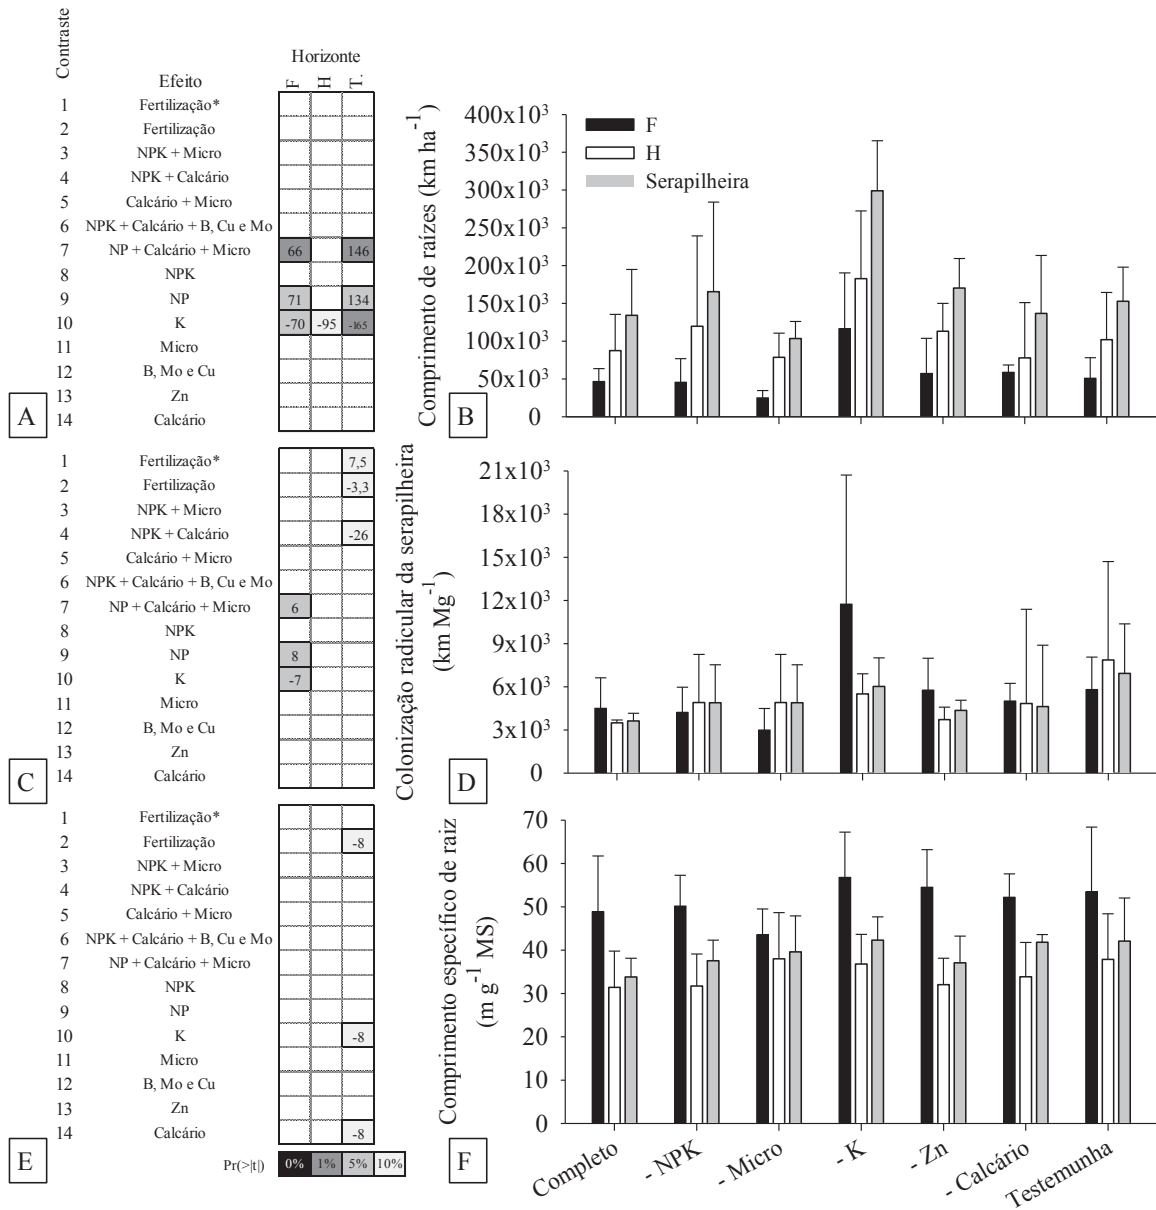 Contraste
Efeito
Horizonte
F H T.
1 Fertilização*
2 Fertilização
3 NPK + Micro
4 NPK + Calcário
5 Calcário + Micro
6 NPK + Calcário + B, Cu e Mo
7 NP + Calcário + Micro 66 146
8 NPK
9 NP 71 134
10 K -70 -95 -165
11 Micro
12 B, Mo e Cu
13 Zn
14 Calcário
A
Comprimento de raízes (km ha⁻¹)
400x10³
350x10³
300x10³
250x10³
200x10³
150x10³
100x10³
50x10³
0
F
H
Serapilheira
B
1 Fertilização* 7,5
2 Fertilização -3,3
3 NPK + Micro
4 NPK + Calcário -26
5 Calcário + Micro
6 NPK + Calcário + B, Cu e Mo
7 NP + Calcário + Micro 6
8 NPK
9 NP 8
10 K -7
11 Micro
12 B, Mo e Cu
13 Zn
14 Calcário
C
Colonização radicular da serapilheira
(km Mg⁻¹)
21x10³
18x10³
15x10³
12x10³
9x10³
6x10³
3x10³
0
D
1 Fertilização*
2 Fertilização -8
3 NPK + Micro
4 NPK + Calcário
5 Calcário + Micro
6 NPK + Calcário + B, Cu e Mo
7 NP + Calcário + Micro
8 NPK
9 NP
10 K -8
11 Micro
12 B, Mo e Cu
13 Zn
14 Calcário -8
E
Pr(>|t|) 0% 1% 5% 10%
Comprimento específico de raiz
(m g⁻¹ MS)
70
60
50
40
30
20
10
0
F
Completo
- NPK
- Micro
- K
- Zn
- Calcário
Testemunha